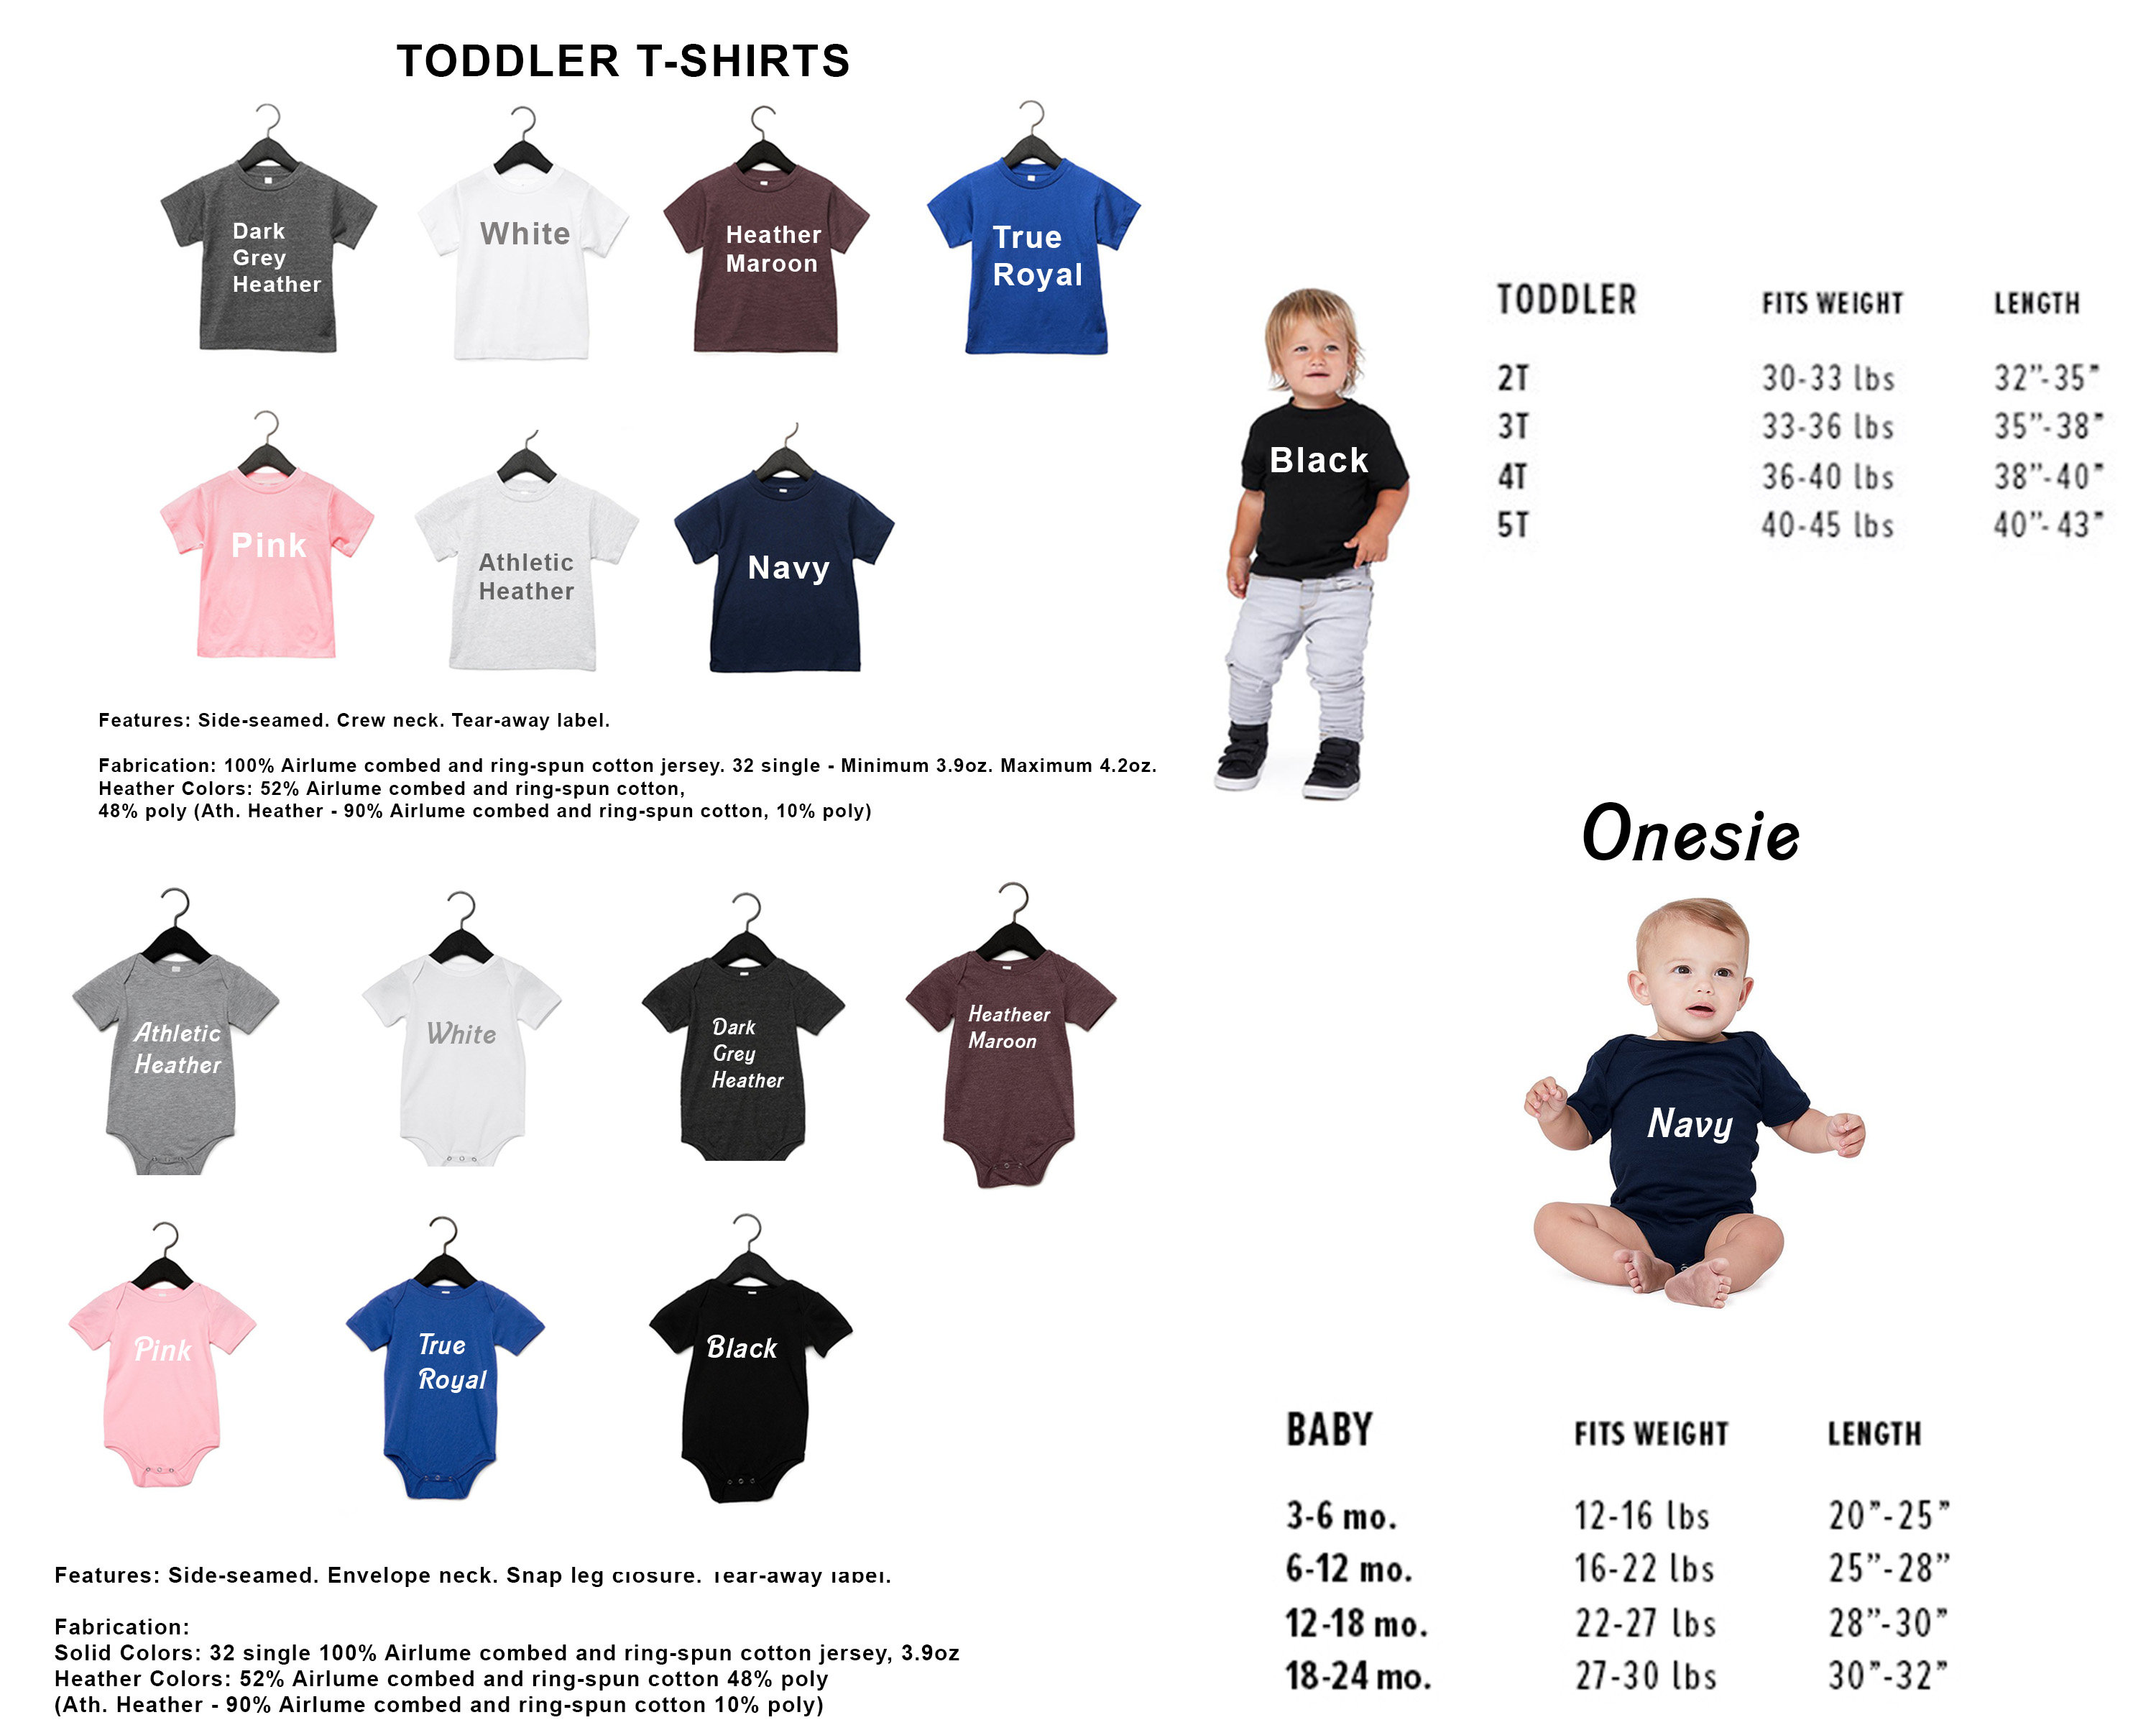 TODDLER T-SHIRTS
Dark
Grey
Heather
White
Heather
Maroon
True
Royal
Pink
Athletic
Heather
Navy
Black
TODDLER FITS WEIGHT LENGTH
2T 30-33 lbs 32”-35”
3T 33-36 lbs 35”-38”
4T 36-40 lbs 38”-40”
5T 40-45 lbs 40”-43”
Features: Side-seamed. Crew neck. Tear-away label.
Fabrication: 100% Airlume combed and ring-spun cotton jersey. 32 single - Minimum 3.9oz. Maximum 4.2oz.
Heather Colors: 52% Airlume combed and ring-spun cotton,
48% poly (Ath. Heather - 90% Airlume combed and ring-spun cotton, 10% poly)
Onesie
Athletic
Heather
White
Dark
Grey
Heather
Heatheer
Maroon
Navy
Pink
True
Royal
Black
BABY FITS WEIGHT LENGTH
3-6 mo. 12-16 lbs 20”-25”
6-12 mo. 16-22 lbs 25”-28”
12-18 mo. 22-27 lbs 28”-30”
18-24 mo. 27-30 lbs 30”-32”
Features: Side-seamed. Envelope neck. Snap leg closure. Tear-away label.
Fabrication:
Solid Colors: 32 single 100% Airlume combed and ring-spun cotton jersey, 3.9oz
Heather Colors: 52% Airlume combed and ring-spun cotton 48% poly
(Ath. Heather - 90% Airlume combed and ring-spun cotton 10% poly)